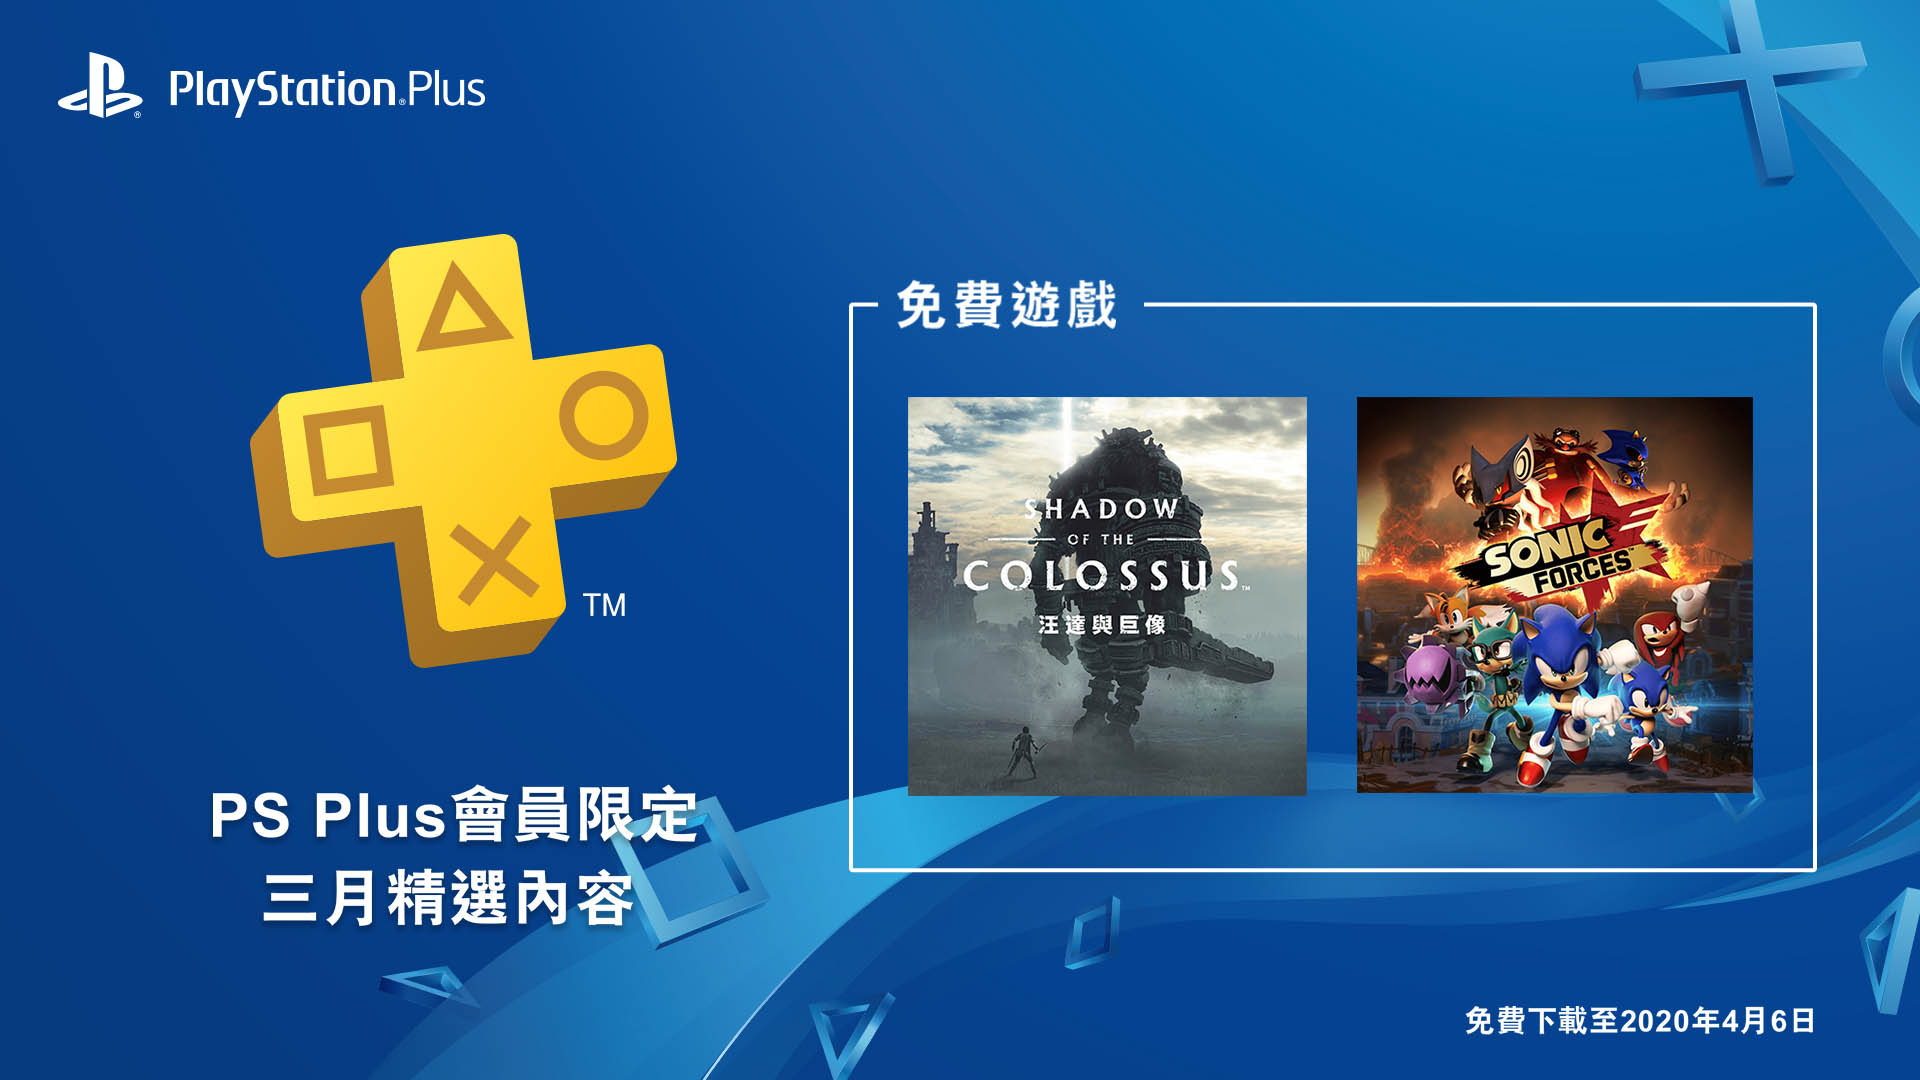 PlayStation®Plus
免費遊戲
SHADOW
OF THE
COLOSSUS™
汪達與巨像
SONIC
FORCES™
TM
PS Plus會員限定
三月精選內容
免費下載至2020年4月6日